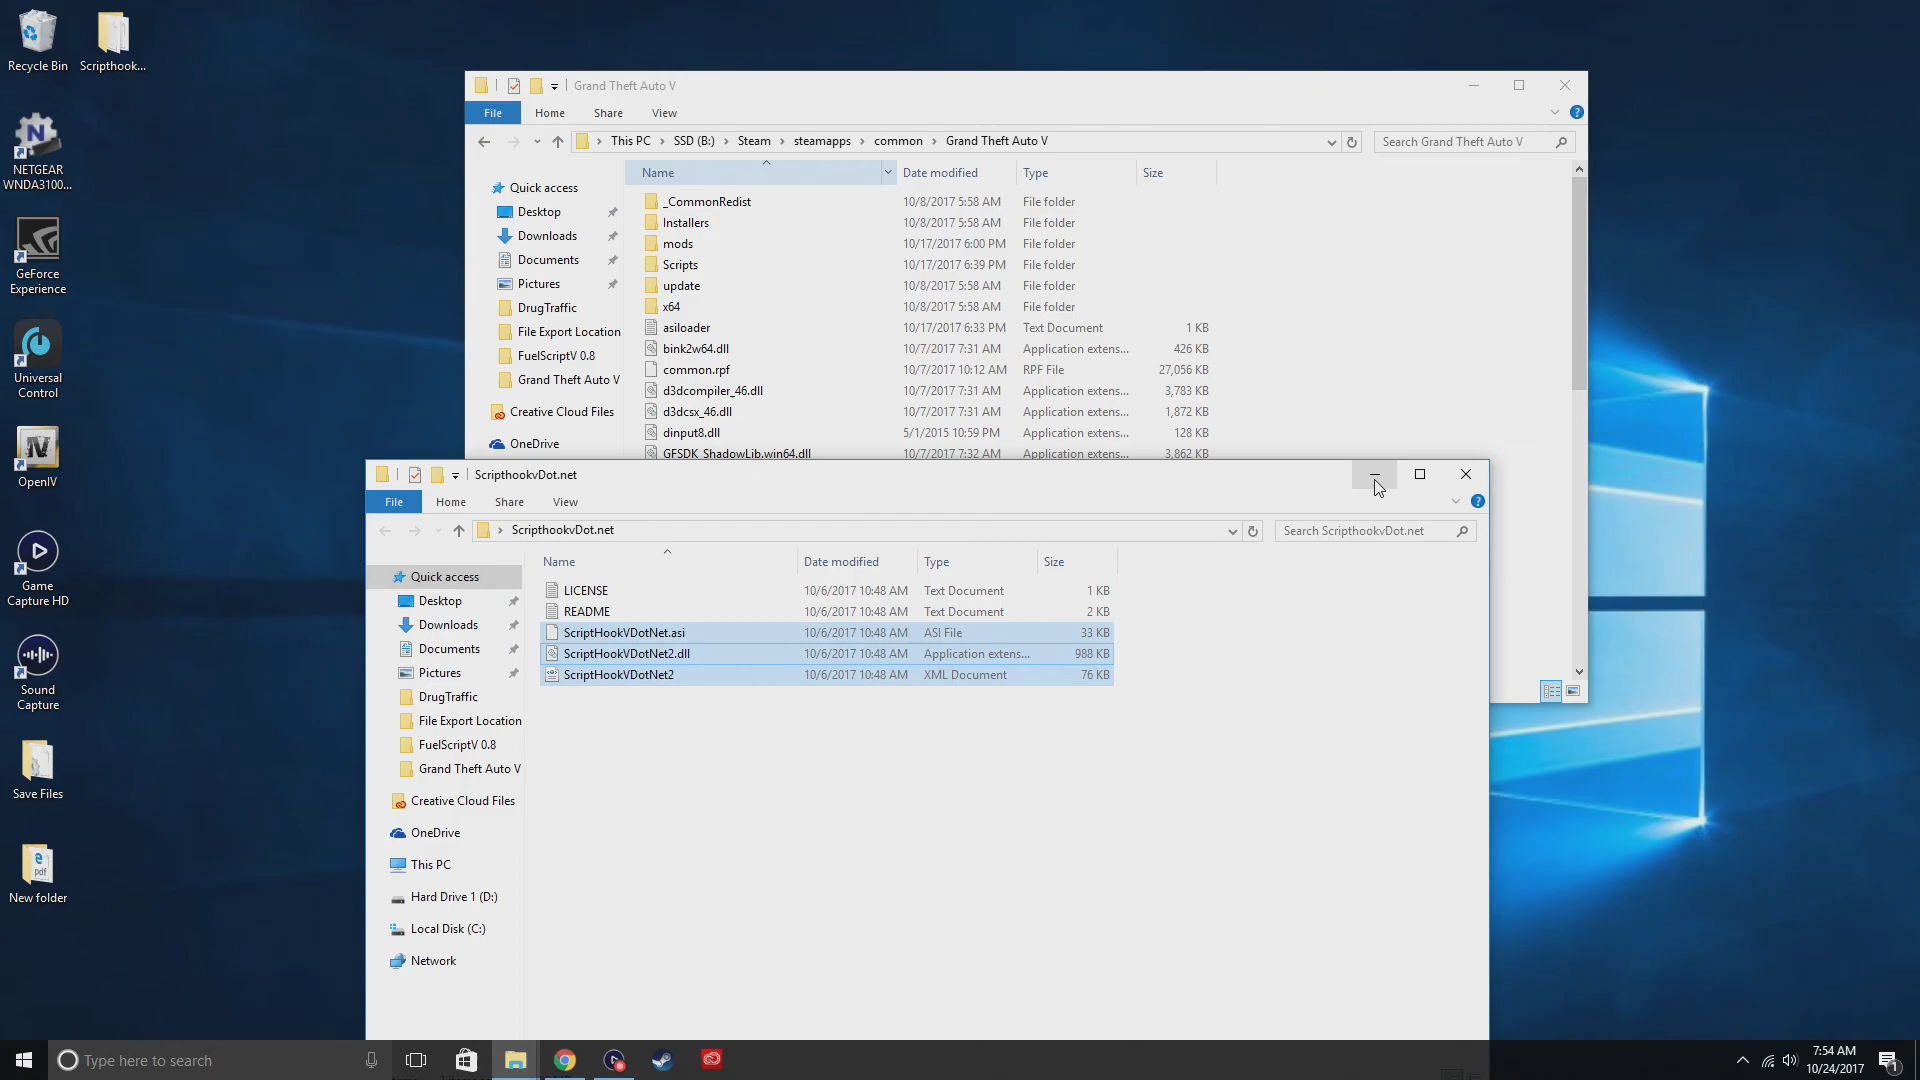 Recycle Bin
Scripthook...
NETGEAR
WNDA3100...
GeForce
Experience
Universal
Control
OpenIV
Game
Capture HD
Sound
Capture
Save Files
New folder
Grand Theft Auto V
File
Home
Share
View
This PC
SSD (B:)
Steam
steamapps
common
Grand Theft Auto V
Search Grand Theft Auto V
Name
Date modified
Type
Size
Quick access
Desktop
Downloads
Documents
Pictures
DrugTraffic
File Export Location
FuelScriptV 0.8
Grand Theft Auto V
Creative Cloud Files
OneDrive
_CommonRedist 10/8/2017 5:58 AM File folder
Installers 10/8/2017 5:58 AM File folder
mods 10/17/2017 6:00 PM File folder
Scripts 10/17/2017 6:39 PM File folder
update 10/8/2017 5:58 AM File folder
x64 10/8/2017 5:58 AM File folder
asiloader 10/17/2017 6:33 PM Text Document 1 KB
bink2w64.dll 10/7/2017 7:31 AM Application extens... 426 KB
common.rpf 10/7/2017 10:12 AM RPF File 27,056 KB
d3dcompiler_46.dll 10/7/2017 7:31 AM Application extens... 3,783 KB
d3dcsx_46.dll 10/7/2017 7:31 AM Application extens... 1,872 KB
dinput8.dll 5/1/2015 10:59 PM Application extens... 128 KB
GFSDK_ShadowLib.win64.dll 10/7/2017 7:32 AM Application extens... 3,862 KB
ScripthookvDot.net
File
Home
Share
View
ScripthookvDot.net
Search ScripthookvDot.net
Name
Date modified
Type
Size
Quick access
Desktop
Downloads
Documents
Pictures
DrugTraffic
File Export Location
FuelScriptV 0.8
Grand Theft Auto V
Creative Cloud Files
OneDrive
This PC
Hard Drive 1 (D:)
Local Disk (C:)
Network
LICENSE 10/6/2017 10:48 AM Text Document 1 KB
README 10/6/2017 10:48 AM Text Document 2 KB
ScriptHookVDotNet.asi 10/6/2017 10:48 AM ASI File 33 KB
ScriptHookVDotNet2.dll 10/6/2017 10:48 AM Application extens... 988 KB
ScriptHookVDotNet2 10/6/2017 10:48 AM XML Document 76 KB
Type here to search
7:54 AM
10/24/2017
1